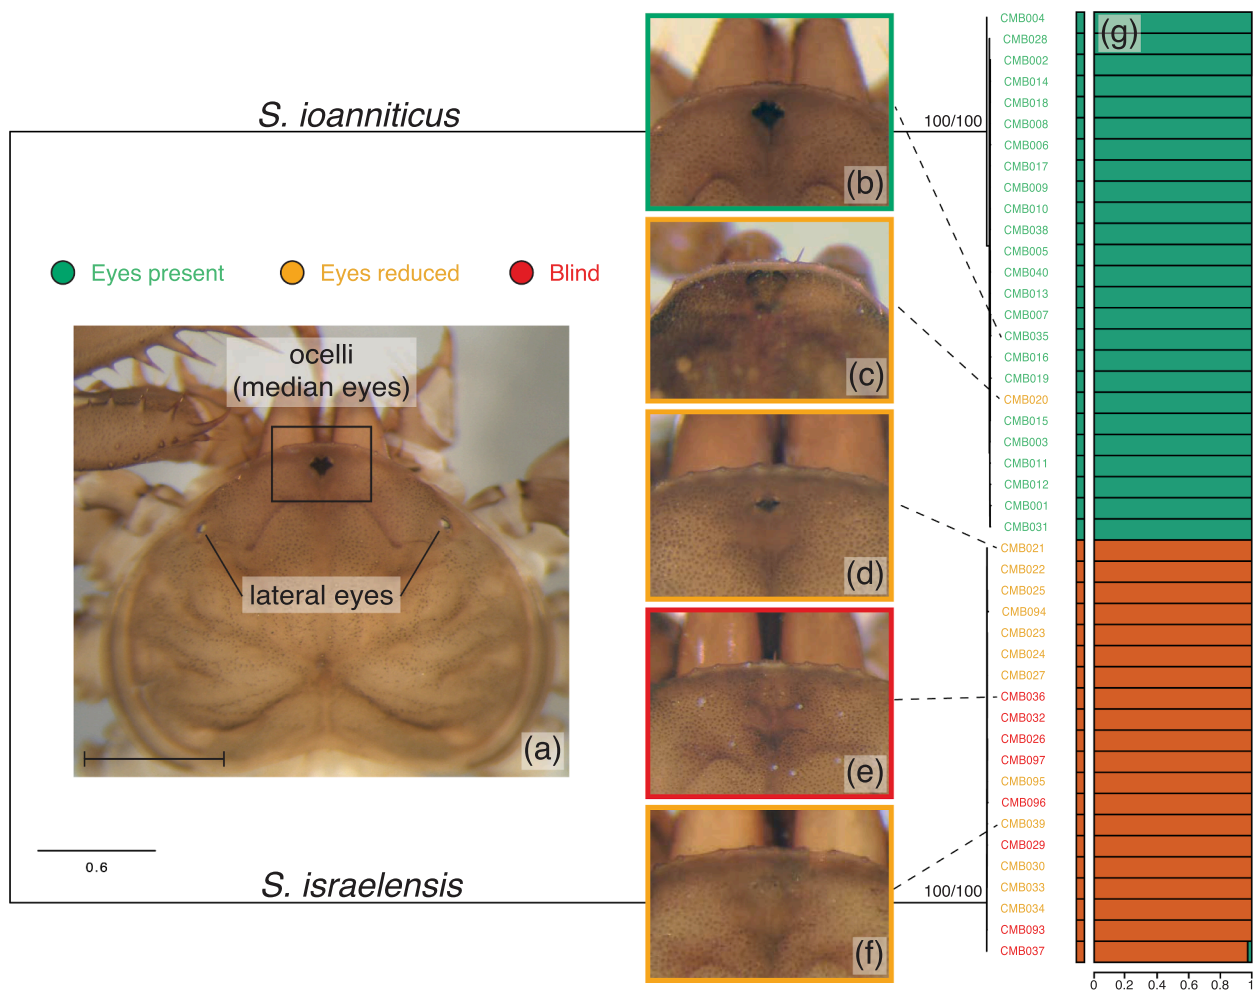 S. ioanniticus
Eyes present
Eyes reduced
Blind
ocelli
(median eyes)
lateral eyes
(a)
0.6
S. israelensis
(b)
(c)
(d)
(e)
(f)
100/100
100/100
CMB004
CMB028
CMB002
CMB014
CMB018
CMB008
CMB006
CMB017
CMB009
CMB010
CMB038
CMB005
CMB040
CMB013
CMB007
CMB035
CMB016
CMB019
CMB020
CMB015
CMB003
CMB011
CMB012
CMB001
CMB031
CMB021
CMB022
CMB025
CMB094
CMB023
CMB024
CMB027
CMB036
CMB032
CMB026
CMB097
CMB095
CMB096
CMB039
CMB029
CMB030
CMB033
CMB034
CMB093
CMB037
(g)
0 0.2 0.4 0.6 0.8 1